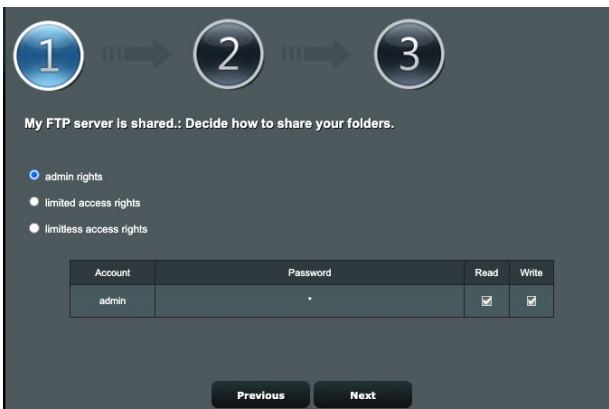 1 2 3
My FTP server is shared.: Decide how to share your folders.
admin rights
limited access rights
limitless access rights
Account Password Read Write
admin *
Previous Next